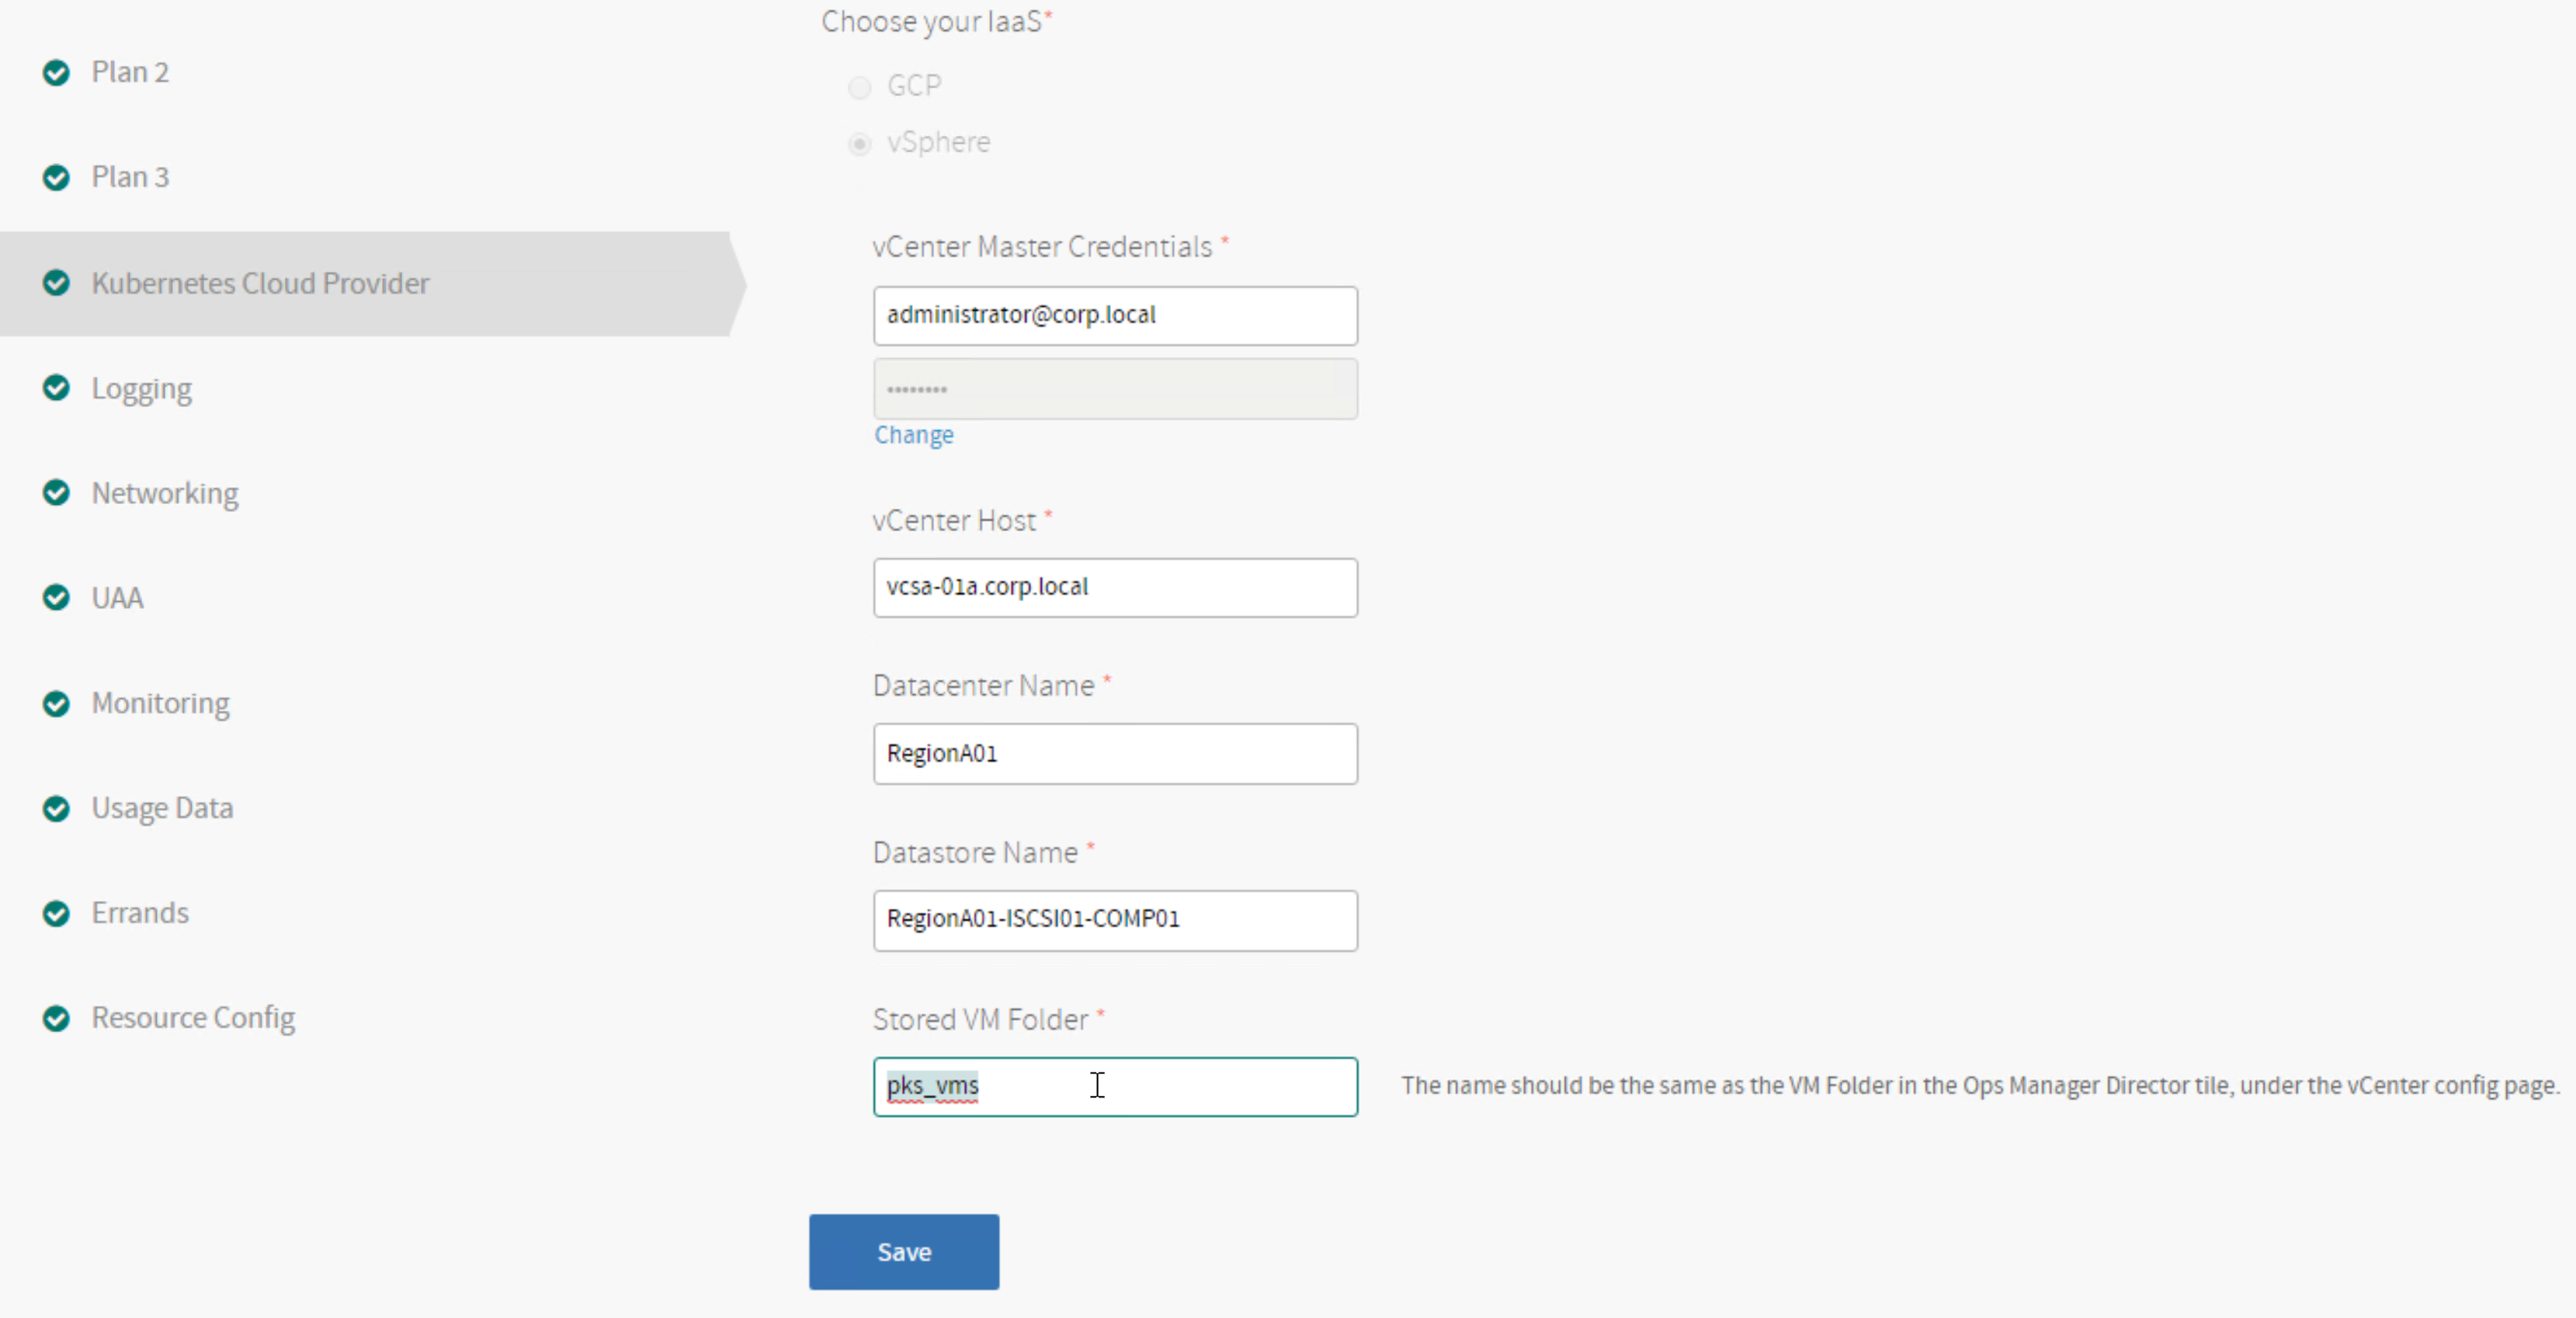 Plan 2
Plan 3
Kubernetes Cloud Provider
Logging
Networking
UAA
Monitoring
Usage Data
Errands
Resource Config
Choose your IaaS*
GCP
vSphere
vCenter Master Credentials *
administrator@corp.local
••••••••
Change
vCenter Host *
vcsa-01a.corp.local
Datacenter Name *
RegionA01
Datastore Name *
RegionA01-ISCSI01-COMP01
Stored VM Folder *
pks_vms
The name should be the same as the VM Folder in the Ops Manager Director tile, under the vCenter config page.
Save